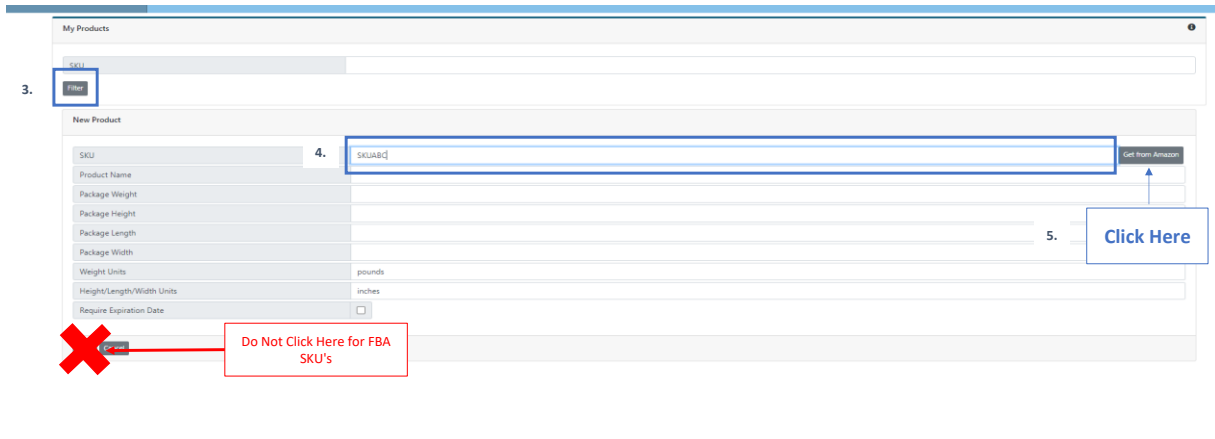 My Products
SKU
3.
Filter
New Product
SKU 4. SKUABC Get from Amazon
Product Name
Package Weight
Package Height
Package Length
5. Click Here
Package Width
Weight Units pounds
Height/Length/Width Units inches
Require Expiration Date
Do Not Click Here for FBA
SKU's